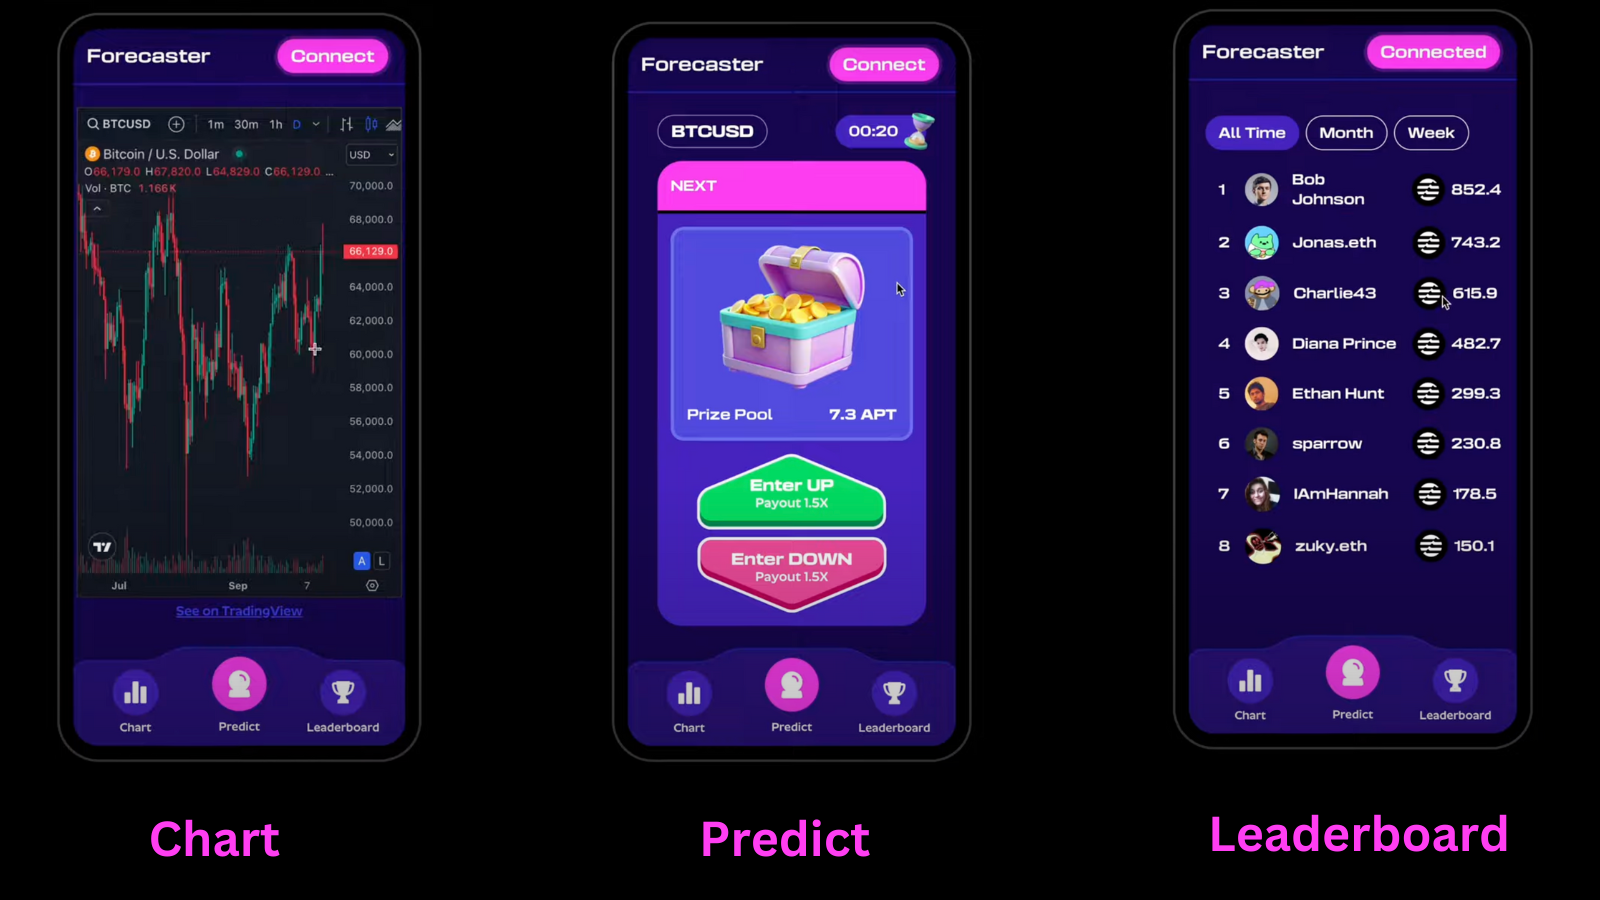 Forecaster
Connect
BTCUSD
1m 30m 1h D
Bitcoin / U.S. Dollar
USD
O66,179.0 H67,820.0 L64,829.0 C66,129.0 ...
Vol · BTC 1.166K
70,000.0
68,000.0
66,129.0
64,000.0
62,000.0
60,000.0
58,000.0
56,000.0
54,000.0
52,000.0
50,000.0
A L
Jul Sep 7
See on TradingView
Chart
Predict
Leaderboard
Chart
Forecaster
Connect
BTCUSD
00:20
NEXT
Prize Pool 7.3 APT
Enter UP
Payout 1.5X
Enter DOWN
Payout 1.5X
Chart
Predict
Leaderboard
Predict
Forecaster
Connected
All Time Month Week
1 Bob Johnson 852.4
2 Jonas.eth 743.2
3 Charlie43 615.9
4 Diana Prince 482.7
5 Ethan Hunt 299.3
6 sparrow 230.8
7 IAmHannah 178.5
8 zuky.eth 150.1
Chart
Predict
Leaderboard
Leaderboard